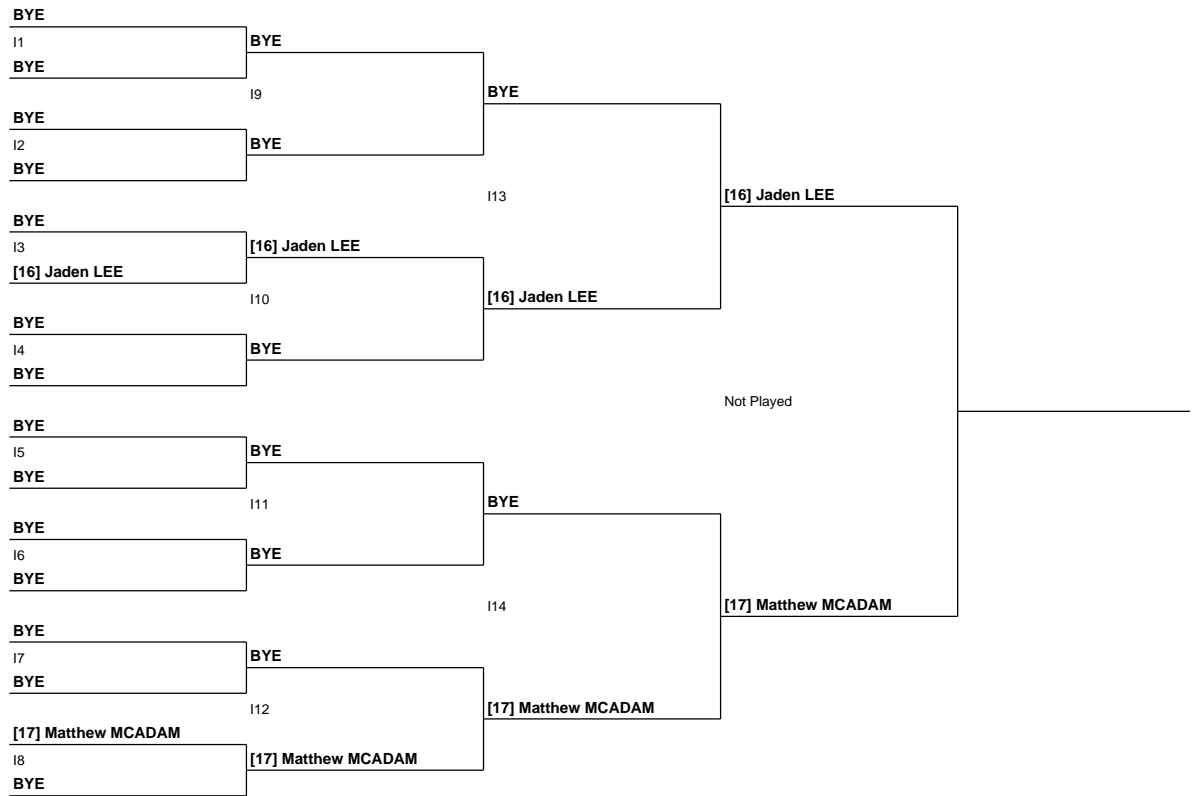 BYE
I1
BYE
BYE
I9
BYE
I2
BYE
BYE
BYE
I13
[16] Jaden LEE
BYE
I3
[16] Jaden LEE
[16] Jaden LEE
I10
[16] Jaden LEE
BYE
I4
BYE
BYE
Not Played
BYE
I5
BYE
BYE
I11
BYE
BYE
I6
BYE
BYE
I14
[17] Matthew MCADAM
BYE
I7
BYE
BYE
I12
[17] Matthew MCADAM
[17] Matthew MCADAM
I8
BYE
[17] Matthew MCADAM